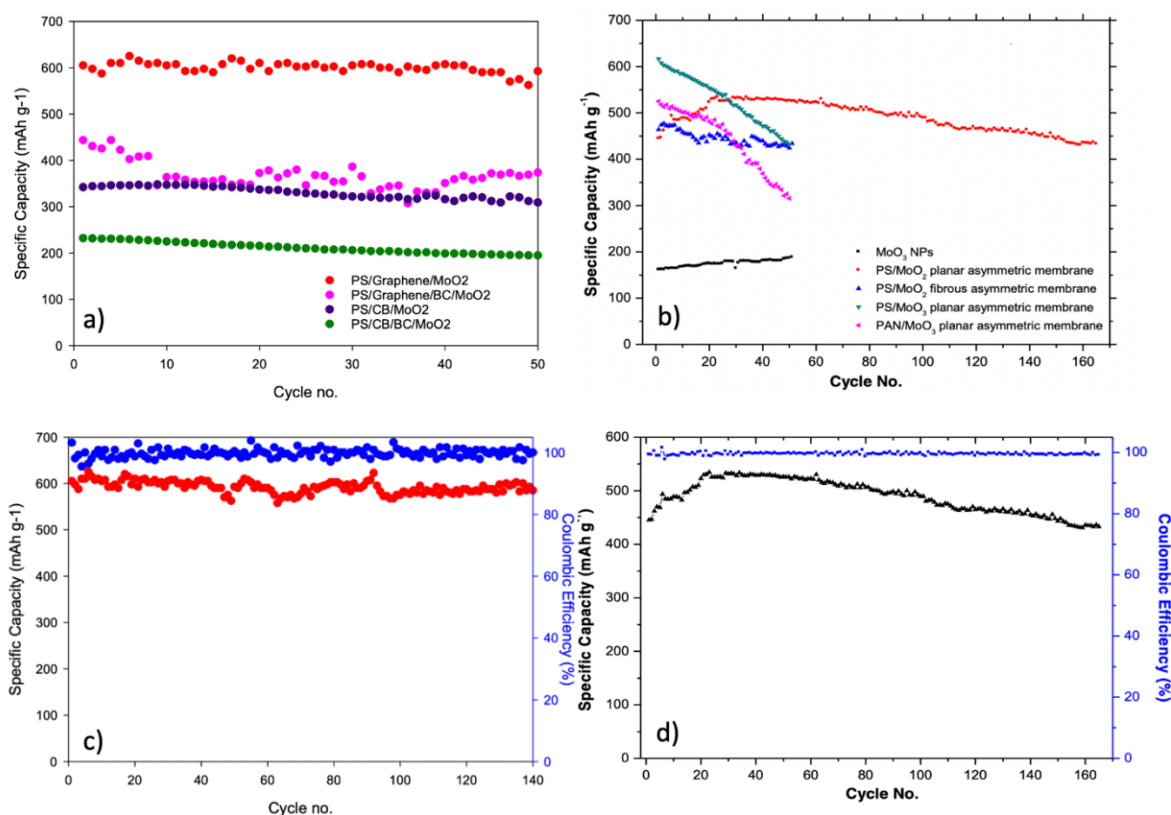 700
600
500
400
300
200
100
0
Specific Capacity (mAh g-1)
0 10 20 30 40 50
Cycle no.
PS/Graphene/MoO2
PS/Graphene/BC/MoO2
PS/CB/MoO2
PS/CB/BC/MoO2
a)
700
600
500
400
300
200
100
0
Specific Capacity (mAh g⁻¹)
0 20 40 60 80 100 120 140 160
Cycle No.
MoO₃ NPs
PS/MoO₂ planar asymmetric membrane
PS/MoO₂ fibrous asymmetric membrane
PS/MoO₃ planar asymmetric membrane
PAN/MoO₃ planar asymmetric membrane
b)
700
600
500
400
300
200
100
0
Specific Capacity (mAh g-1)
0 20 40 60 80 100 120 140
Cycle no.
100
80
60
40
20
0
Coulombic Efficiency (%)
c)
600
500
450
400
350
300
250
200
150
100
50
0
Specific Capacity (mAh g⁻¹)
0 20 40 60 80 100 120 140 160
Cycle No.
100
80
60
40
20
0
Coulombic Efficiency (%)
d)